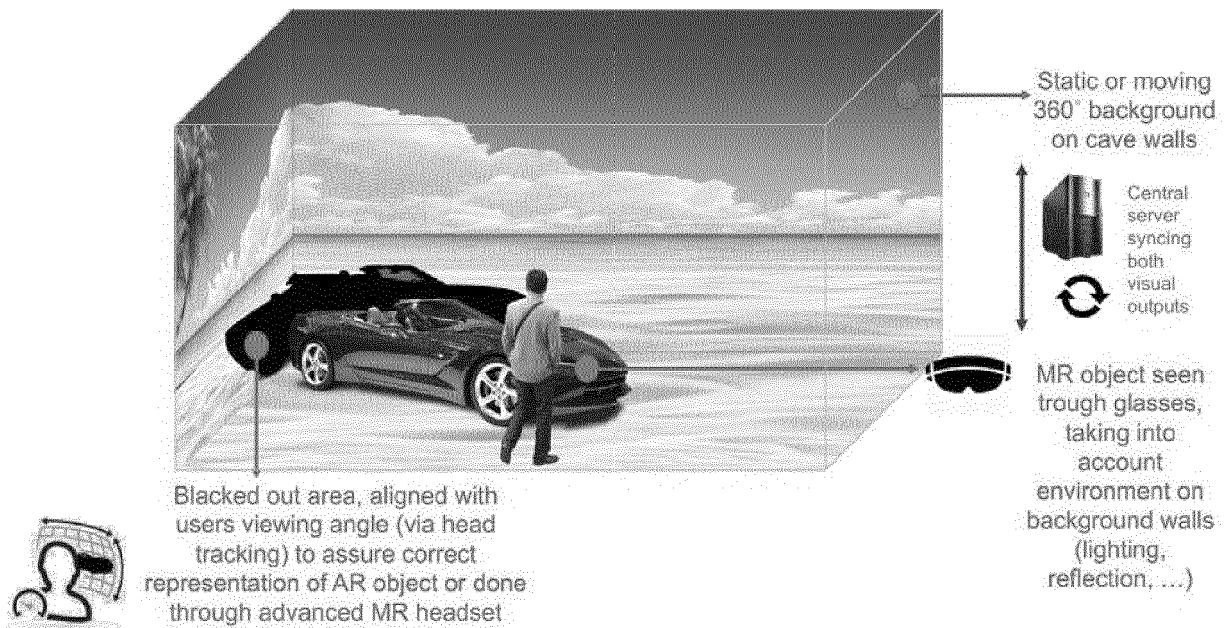 Static or moving
360° background
on cave walls
Central
server
syncing
both
visual
outputs
MR object seen
trough glasses,
taking into
account
environment on
background walls
(lighting,
reflection, ...)
Blacked out area, aligned with
users viewing angle (via head
tracking) to assure correct
representation of AR object or done
through advanced MR headset